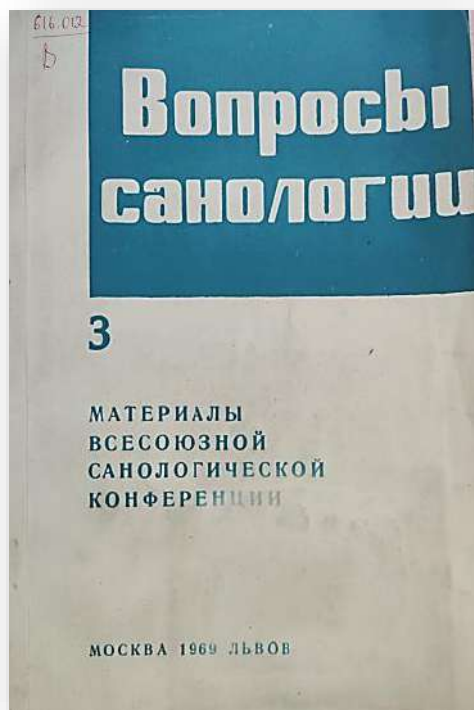 616.012
В
Вопросы
санологии
3
МАТЕРИАЛЫ
ВСЕСОЮЗНОЙ
САНОЛОГИЧЕСКОЙ
КОНФЕРЕНЦИИ
МОСКВА 1969 ЛЬВОВ